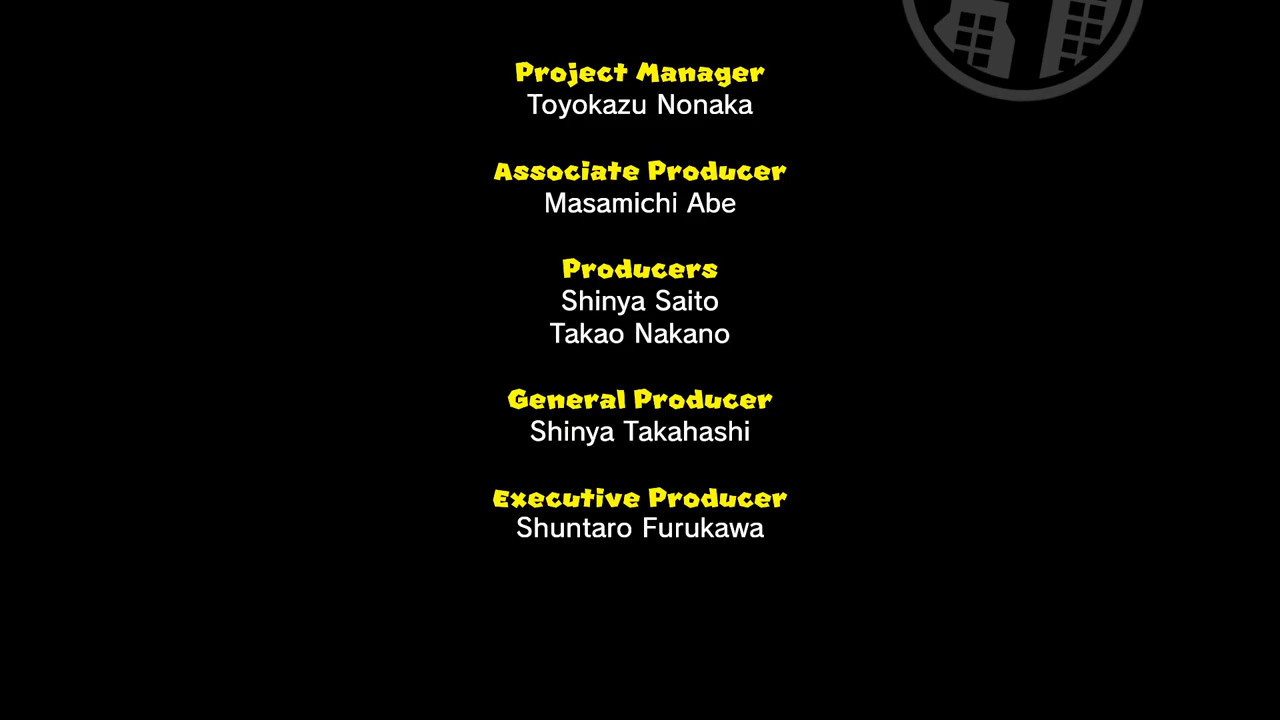 Project Manager
Toyokazu Nonaka
Associate Producer
Masamichi Abe
Producers
Shinya Saito
Takao Nakano
General Producer
Shinya Takahashi
Executive Producer
Shuntaro Furukawa